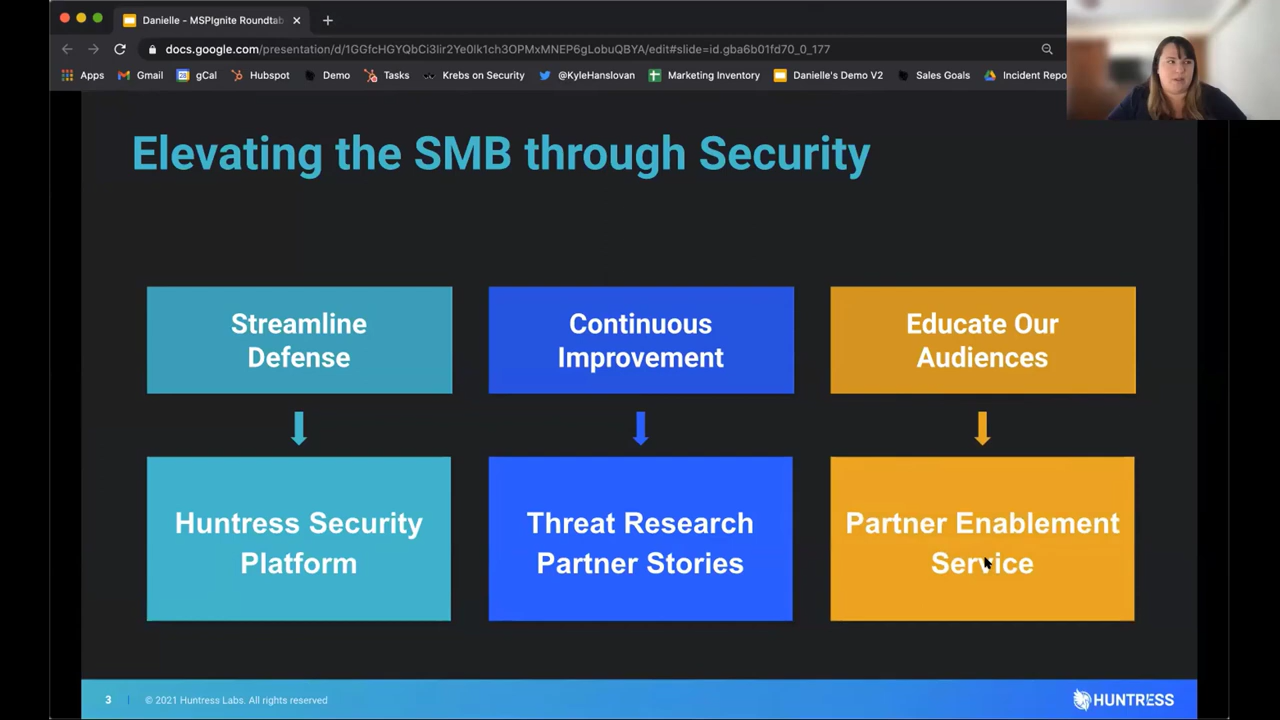 Danielle - MSPIgnite Roundtab
docs.google.com/presentation/d/1GGfcHGYQbCi3lir2Ye0lk1ch3OPMxMNEP6gLobuQBYA/edit#slide=id.gba6b01fd70_0_177
Apps Gmail 28 gCal Hubspot Demo Tasks Krebs on Security @KyleHanslovan Marketing Inventory Danielle's Demo V2 Sales Goals Incident Repo
Elevating the SMB through Security
Streamline
Defense
Continuous
Improvement
Educate Our
Audiences
Huntress Security
Platform
Threat Research
Partner Stories
Partner Enablement
Service
3 © 2021 Huntress Labs. All rights reserved
HUNTRESS